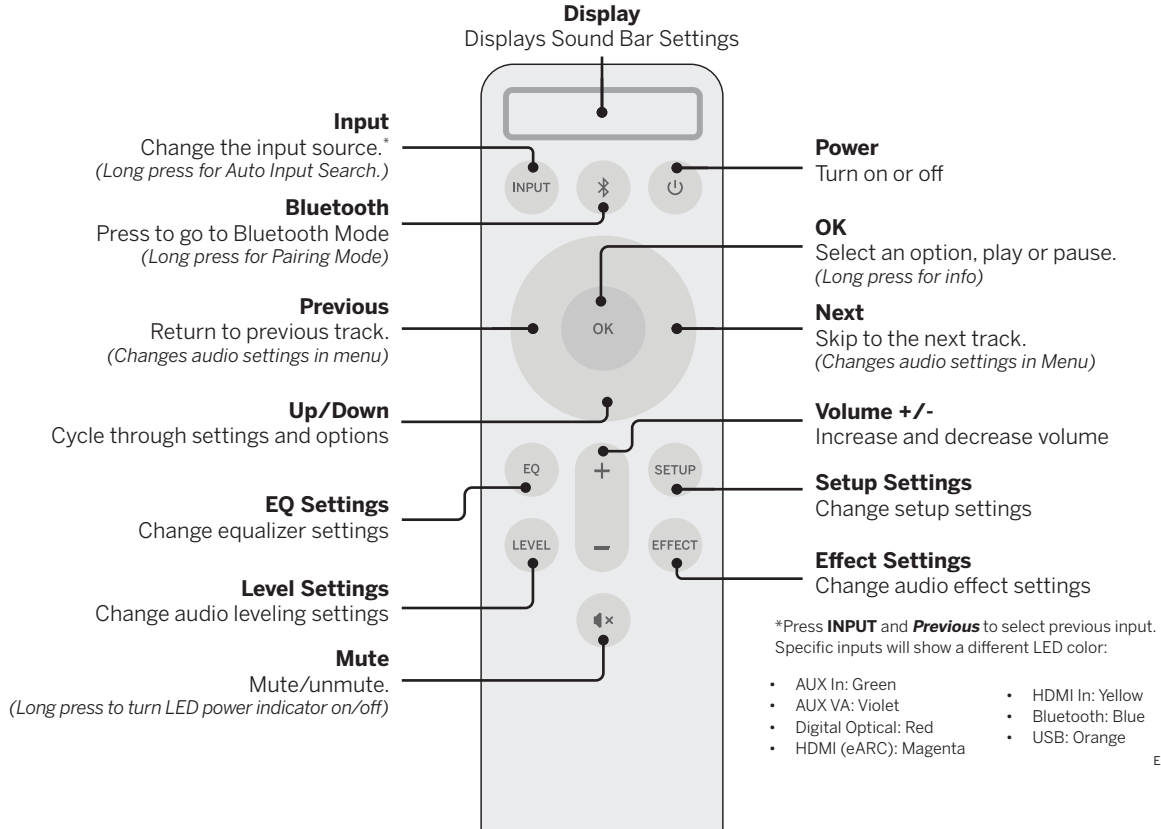 Display
Displays Sound Bar Settings
Input
Change the input source.*
(Long press for Auto Input Search.)
Bluetooth
Press to go to Bluetooth Mode
(Long press for Pairing Mode)
Previous
Return to previous track.
(Changes audio settings in menu)
Up/Down
Cycle through settings and options
EQ Settings
Change equalizer settings
Level Settings
Change audio leveling settings
Mute
Mute/unmute.
(Long press to turn LED power indicator on/off)
INPUT
OK
EQ
+
SETUP
LEVEL
–
EFFECT
Power
Turn on or off
OK
Select an option, play or pause.
(Long press for info)
Next
Skip to the next track.
(Changes audio settings in Menu)
Volume +/-
Increase and decrease volume
Setup Settings
Change setup settings
Effect Settings
Change audio effect settings
*Press INPUT and Previous to select previous input.
Specific inputs will show a different LED color:
• AUX In: Green
• AUX VA: Violet
• Digital Optical: Red
• HDMI (eARC): Magenta
• HDMI In: Yellow
• Bluetooth: Blue
• USB: Orange
E